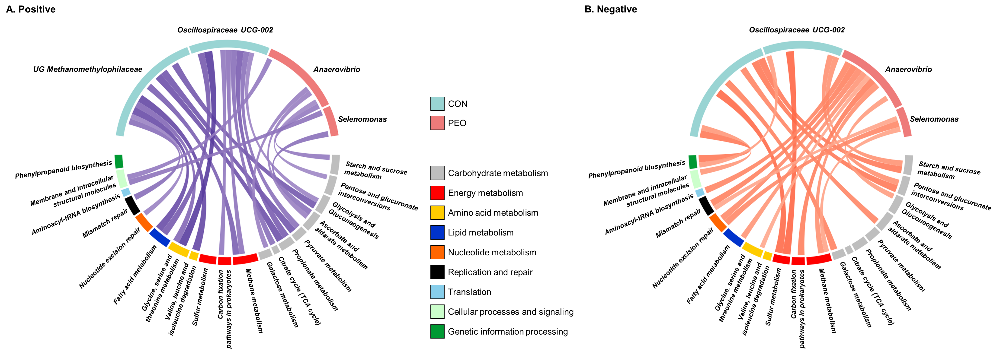 A. Positive
Oscillospiraceae UCG-002
UG Methanomethylophilaceae
Anaerovibrio
Selenomonas
Phenylpropanoid biosynthesis
Membrane and intracellular
structural molecules
Aminoacyl-tRNA biosynthesis
Mismatch repair
Nucleotide excision repair
Fatty acid metabolism
Glycine, serine and
threonine metabolism
Valine, leucine and
isoleucine degradation
Sulfur metabolism
Carbon fixation
pathways in prokaryotes
Methane metabolism
Galactose metabolism
Citrate cycle (TCA cycle)
Propionate metabolism
Pyruvate metabolism
Ascorbate and
aldarate metabolism
Glycolysis and
Gluconeogenesis
Pentose and glucuronate
interconversions
Starch and sucrose
metabolism
CON
PEO
Carbohydrate metabolism
Energy metabolism
Amino acid metabolism
Lipid metabolism
Nucleotide metabolism
Replication and repair
Translation
Cellular processes and signaling
Genetic information processing
B. Negative
Oscillospiraceae UCG-002
Anaerovibrio
Selenomonas
Phenylpropanoid biosynthesis
Membrane and intracellular
structural molecules
Aminoacyl-tRNA biosynthesis
Mismatch repair
Nucleotide excision repair
Fatty acid metabolism
Glycine, serine and
threonine metabolism
Valine, leucine and
isoleucine degradation
Sulfur metabolism
Carbon fixation
pathways in prokaryotes
Methane metabolism
Galactose metabolism
Citrate cycle (TCA cycle)
Propionate metabolism
Pyruvate metabolism
Ascorbate and
aldarate metabolism
Glycolysis and
Gluconeogenesis
Pentose and glucuronate
interconversions
Starch and sucrose
metabolism